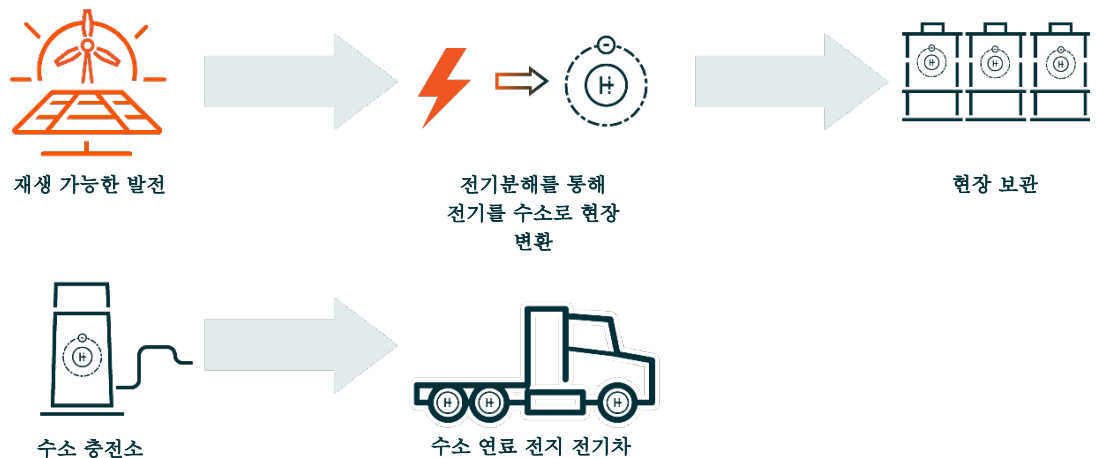 H
H H H
재생 가능한 발전
전기분해를 통해
전기를 수소로 현장
변환
현장 보관
H
H H H
수소 충전소
수소 연료 전지 전기차